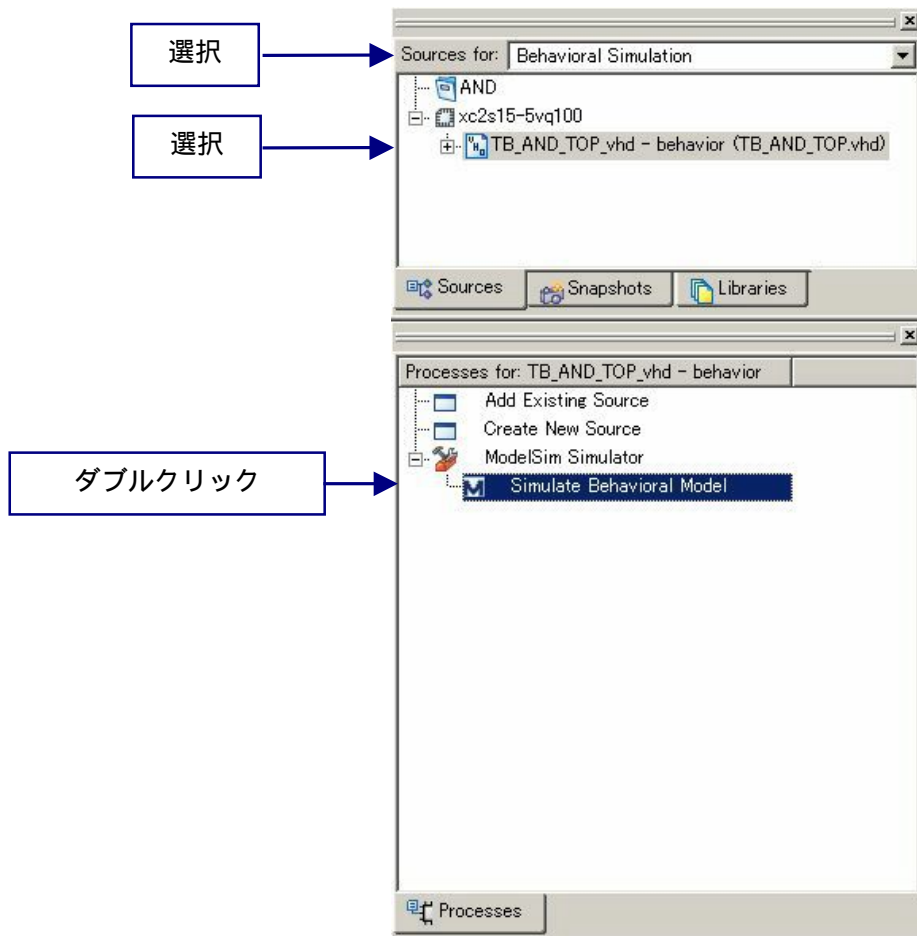 選択
Sources for: Behavioral Simulation
AND
xc2s15-5vq100
選択
TB_AND_TOP_vhd - behavior (TB_AND_TOP.vhd)
Sources Snapshots Libraries
Processes for: TB_AND_TOP_vhd - behavior
Add Existing Source
Create New Source
ModelSim Simulator
ダブルクリック
Simulate Behavioral Model
Processes